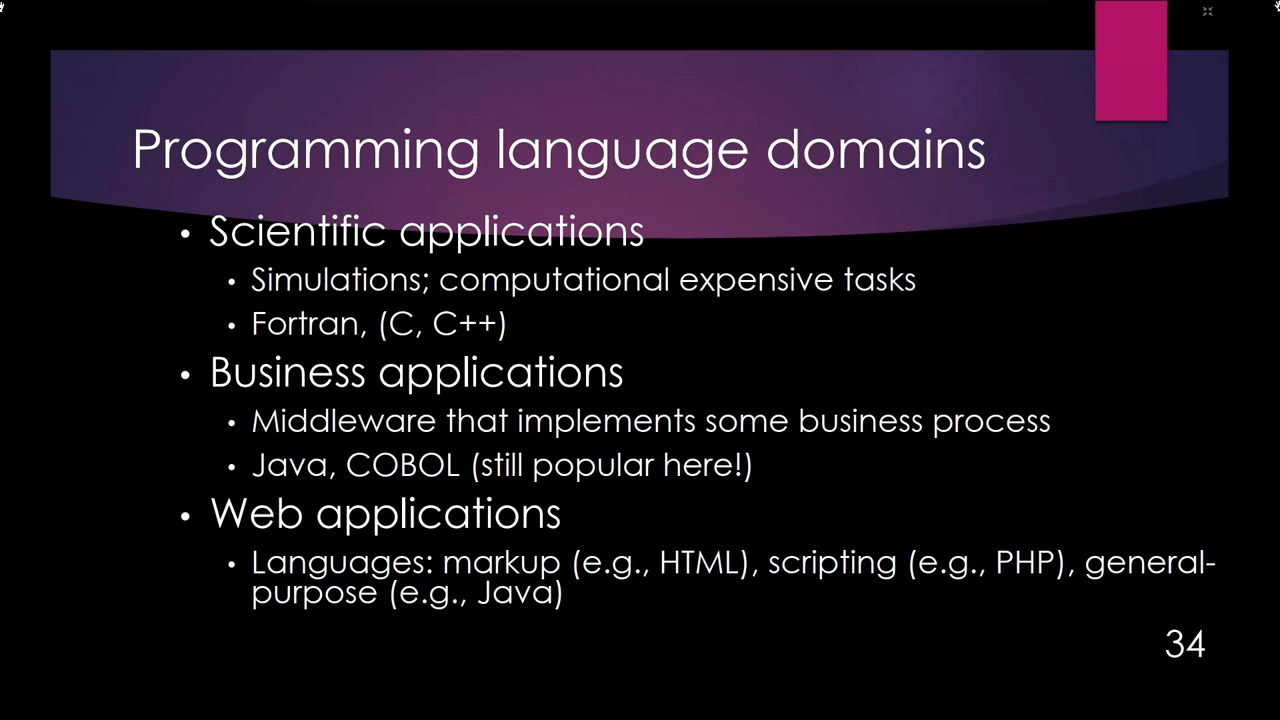 Programming language domains
• Scientific applications
• Simulations; computational expensive tasks
• Fortran, (C, C++)
• Business applications
• Middleware that implements some business process
• Java, COBOL (still popular here!)
• Web applications
• Languages: markup (e.g., HTML), scripting (e.g., PHP), general-
purpose (e.g., Java)
34